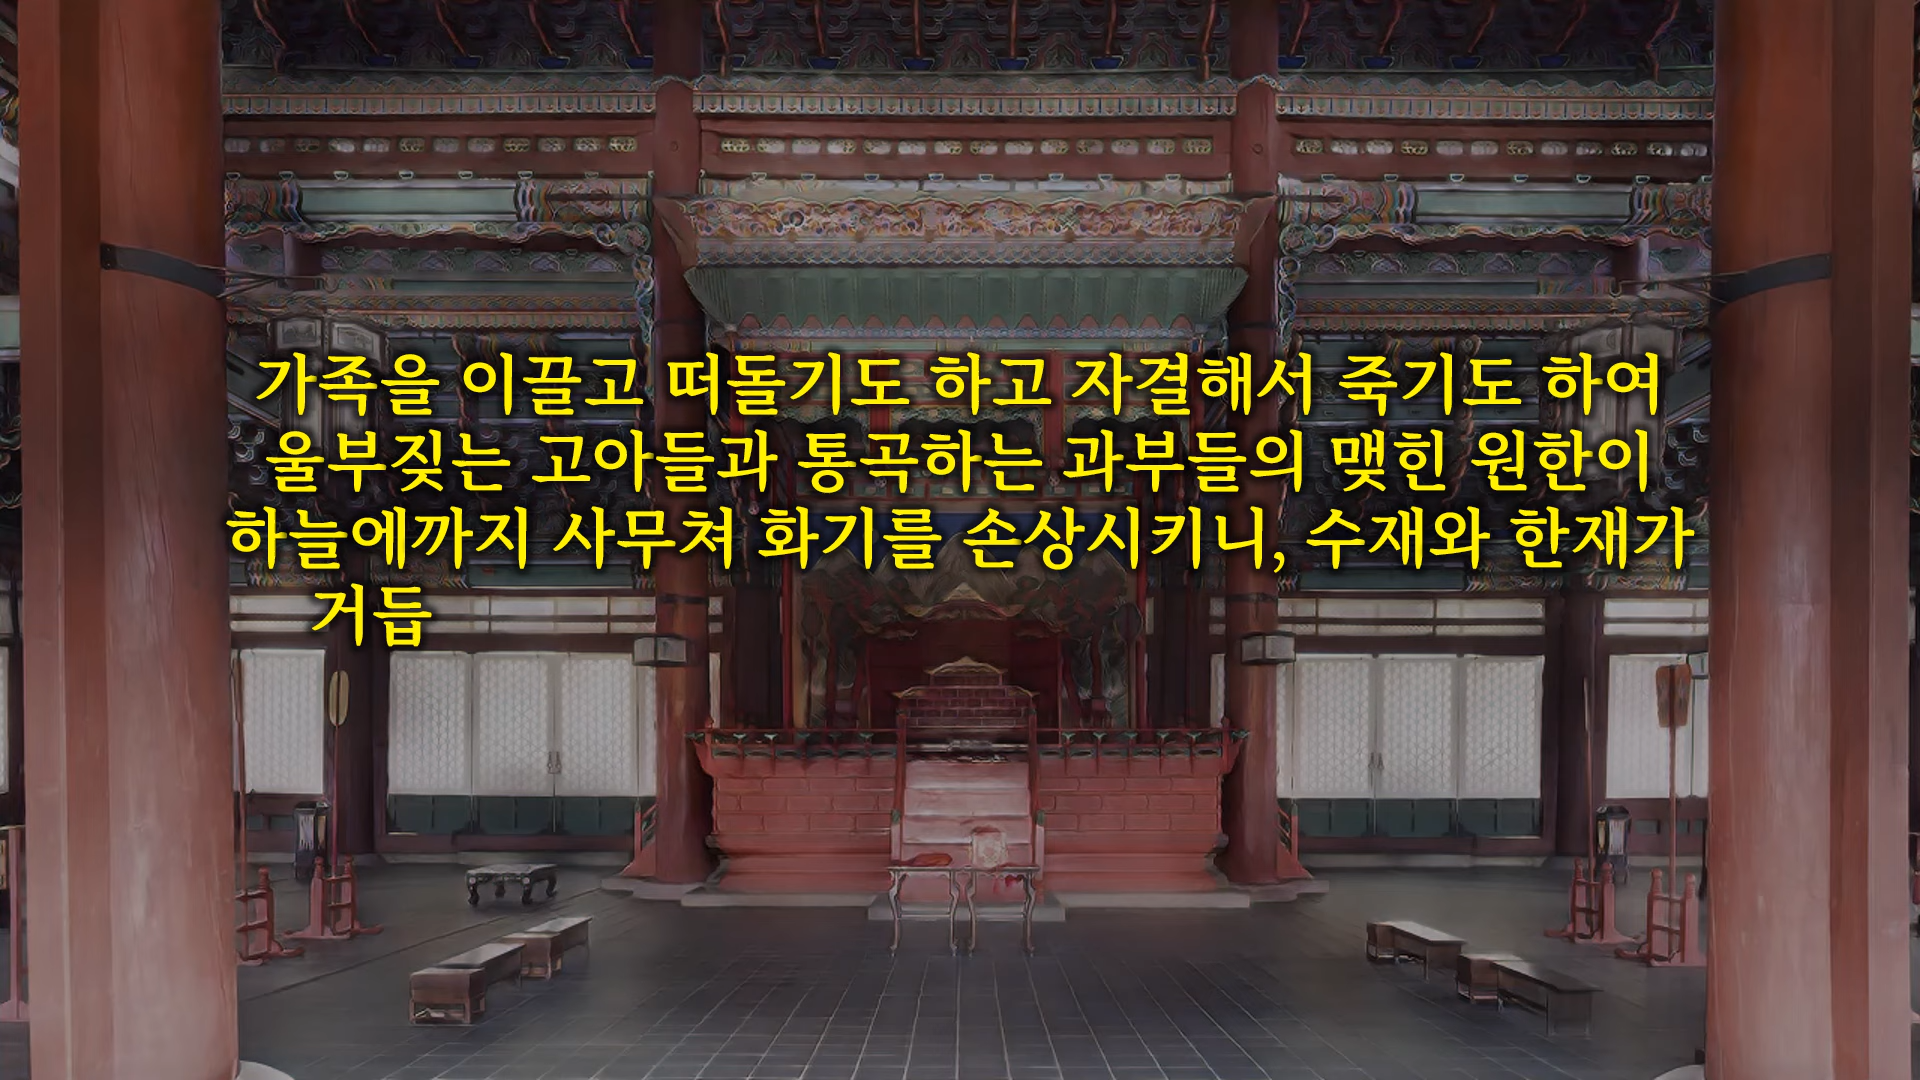 가족을 이끌고 떠돌기도 하고 자결해서 죽기도 하여
울부짖는 고아들과 통곡하는 과부들의 맺힌 원한이
하늘에까지 사무쳐 화기를 손상시키니, 수재와 한재가
거듭